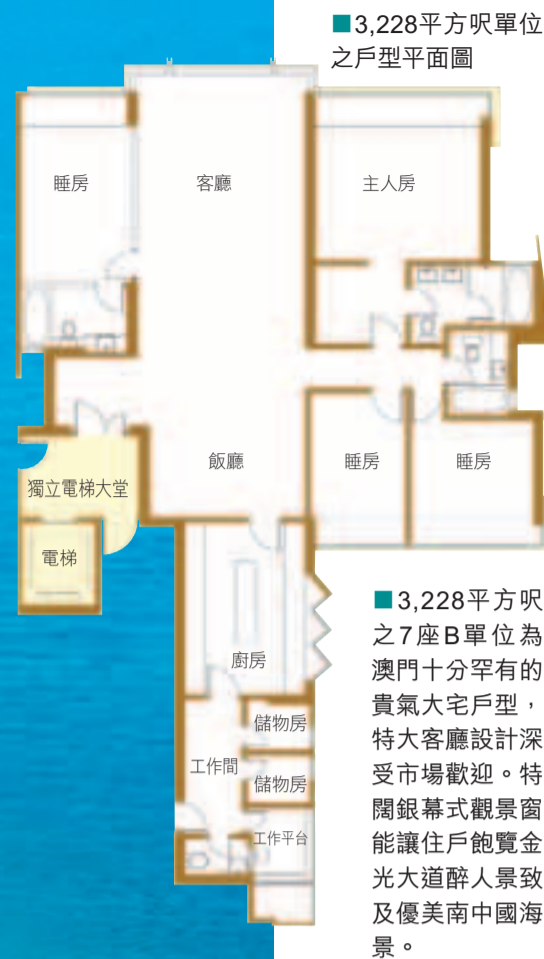 ■3,228平方呎單位
之戶型平面圖
睡房
客廳
主人房
飯廳
睡房
睡房
獨立電梯大堂
電梯
廚房
儲物房
工作間
儲物房
工作平台
■3,228平方呎
之7座B單位為
澳門十分罕有的
貴氣大宅戶型，
特大客廳設計深
受市場歡迎。特
闊銀幕式觀景窗
能讓住戶飽覽金
光大道醉人景致
及優美南中國海
景。